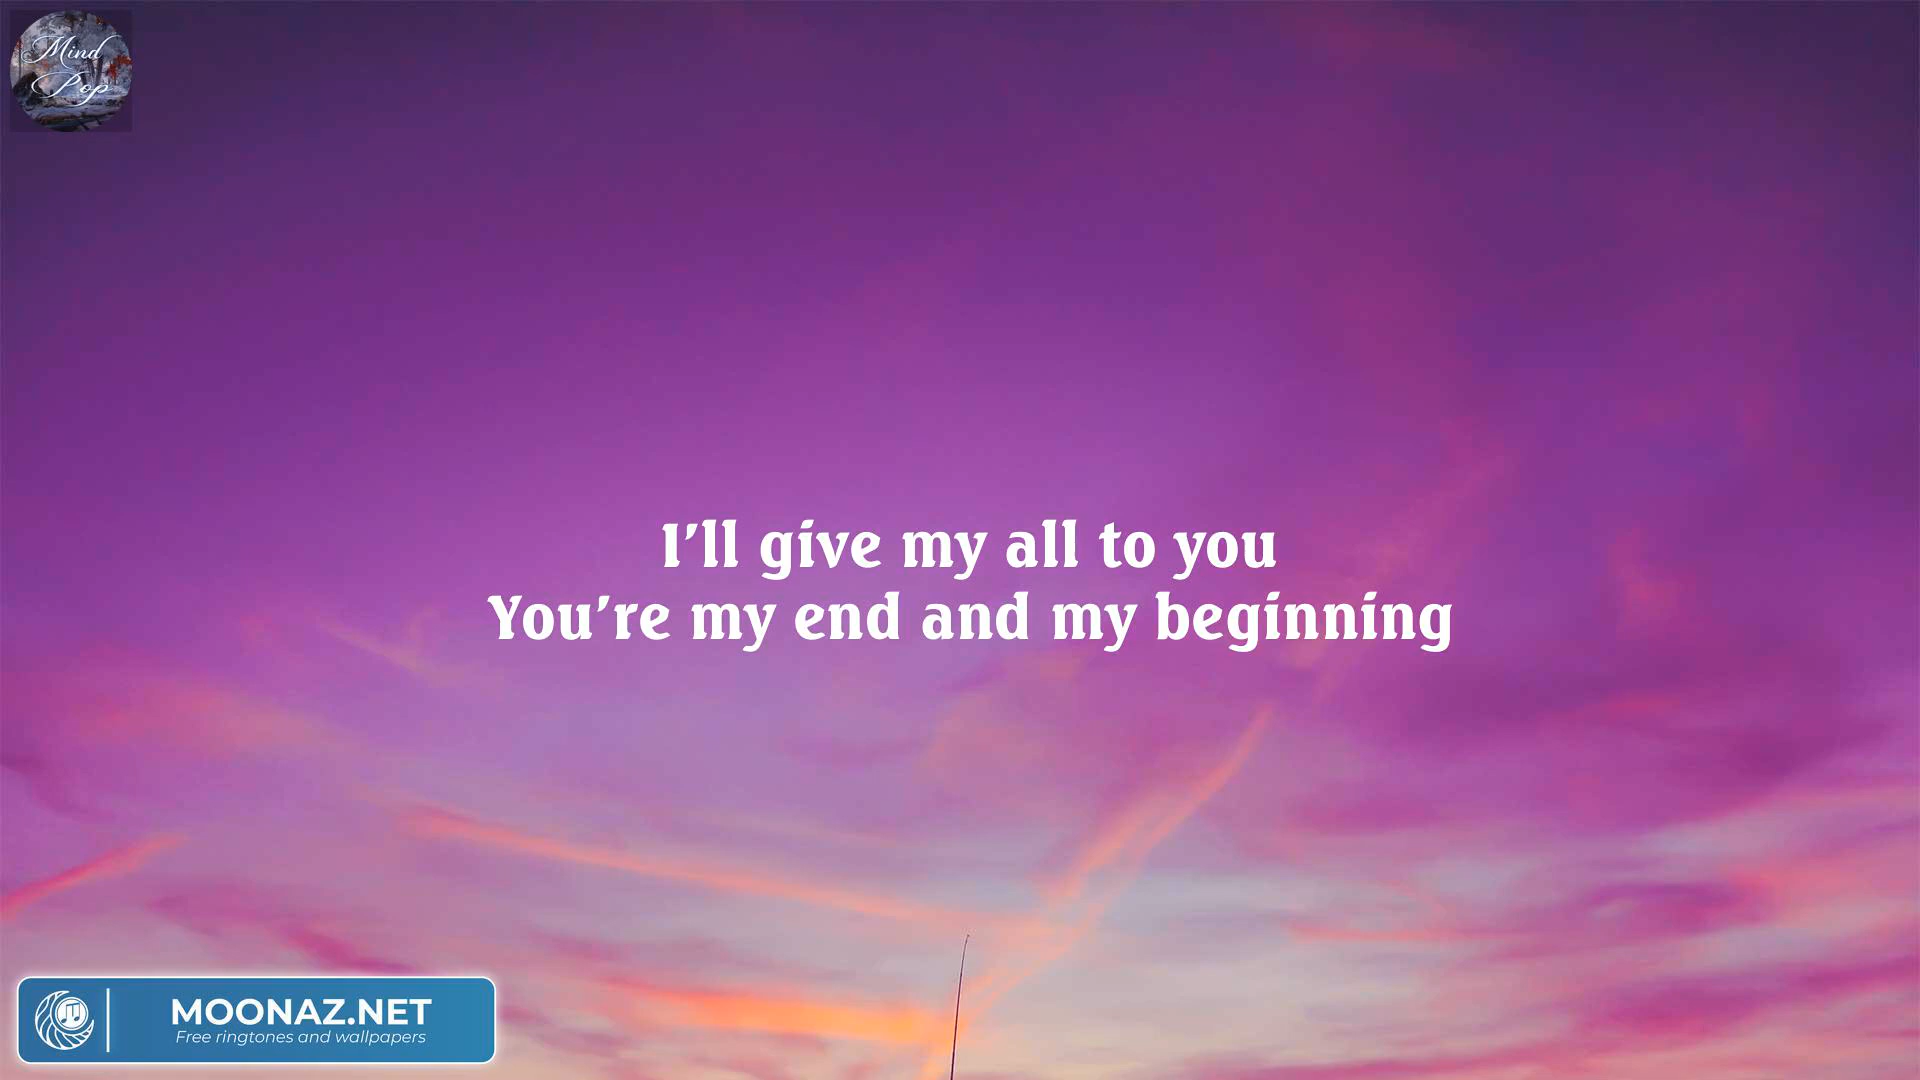 Mind
Pop
I'll give my all to you
You're my end and my beginning
MOONAZ.NET
Free ringtones and wallpapers